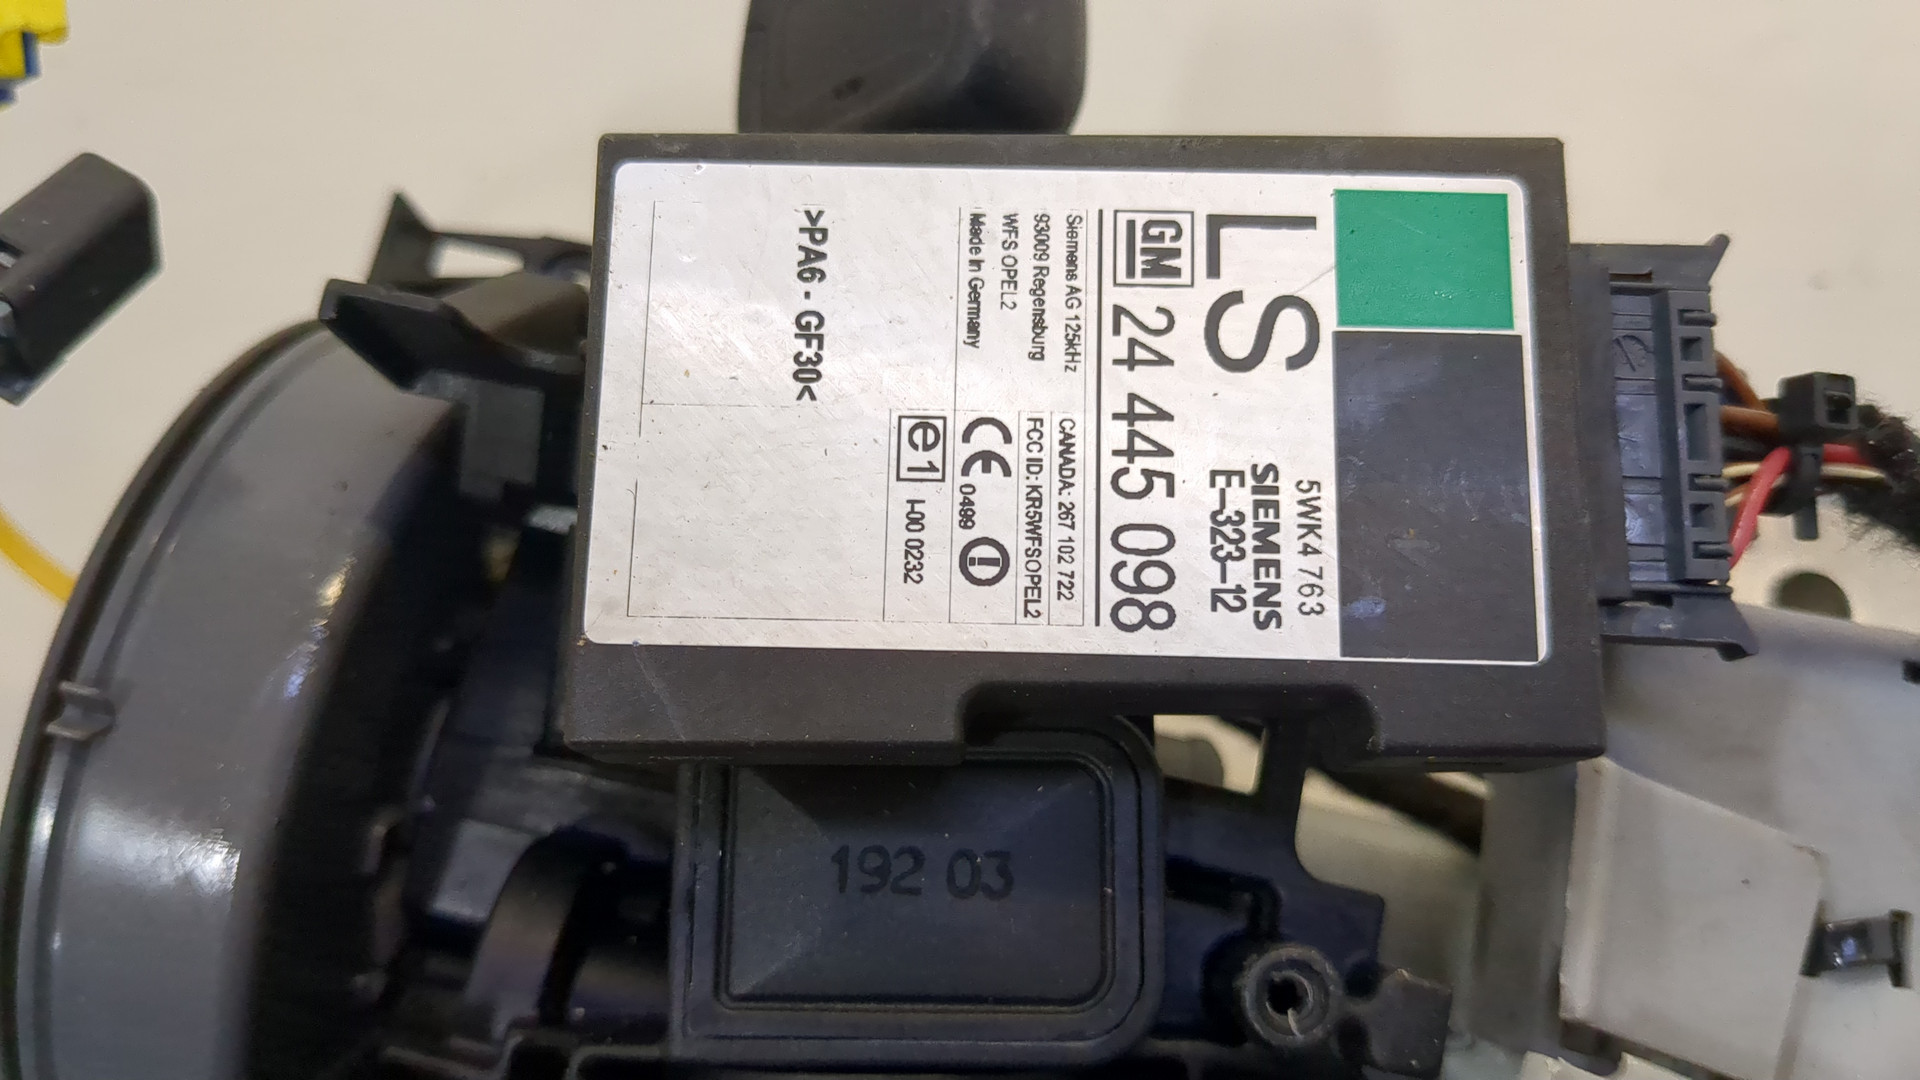 5WK4 763
LS
SIEMENS
E-323-12
GM
24 445 098
Siemens AG 125kHz
93009 Regensburg
WFS OPEL2
Made in Germany
CANADA: 267 102 722
FCC ID: KR5WFSOPEL2
CE 0499
e1 I-00 0232
>PA6 - GF30<
192 03